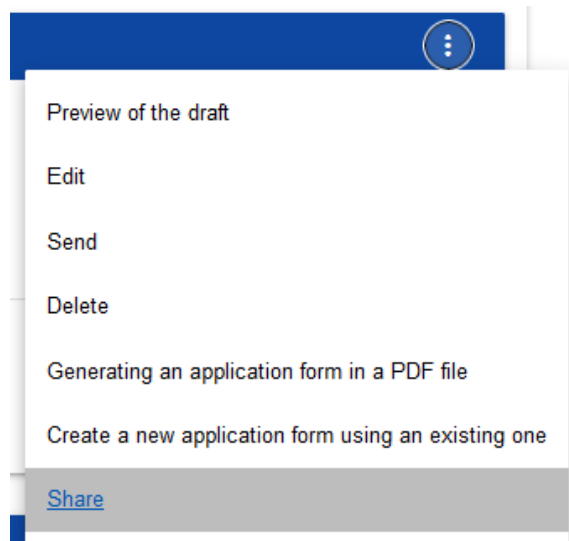 Preview of the draft
Edit
Send
Delete
Generating an application form in a PDF file
Create a new application form using an existing one
Share